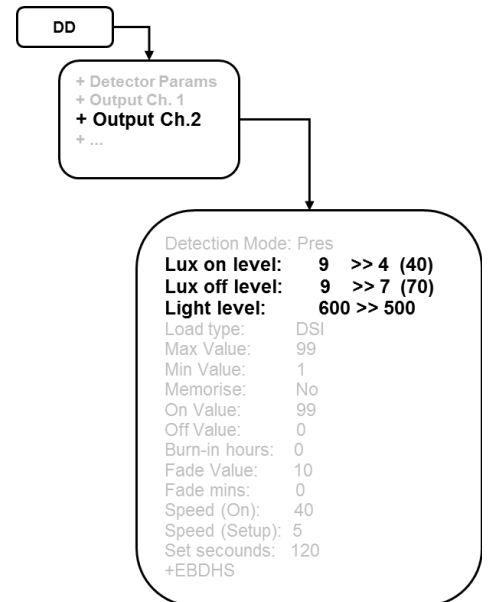 DD
+ Detector Params
+ Output Ch. 1
+ Output Ch.2
+ ...
Detection Mode: Pres
Lux on level: 9 >> 4 (40)
Lux off level: 9 >> 7 (70)
Light level: 600 >> 500
Load type: DSI
Max Value: 99
Min Value: 1
Memorise: No
On Value: 99
Off Value: 0
Burn-in hours: 0
Fade Value: 10
Fade mins: 0
Speed (On): 40
Speed (Setup): 5
Set secounds: 120
+EBDHS